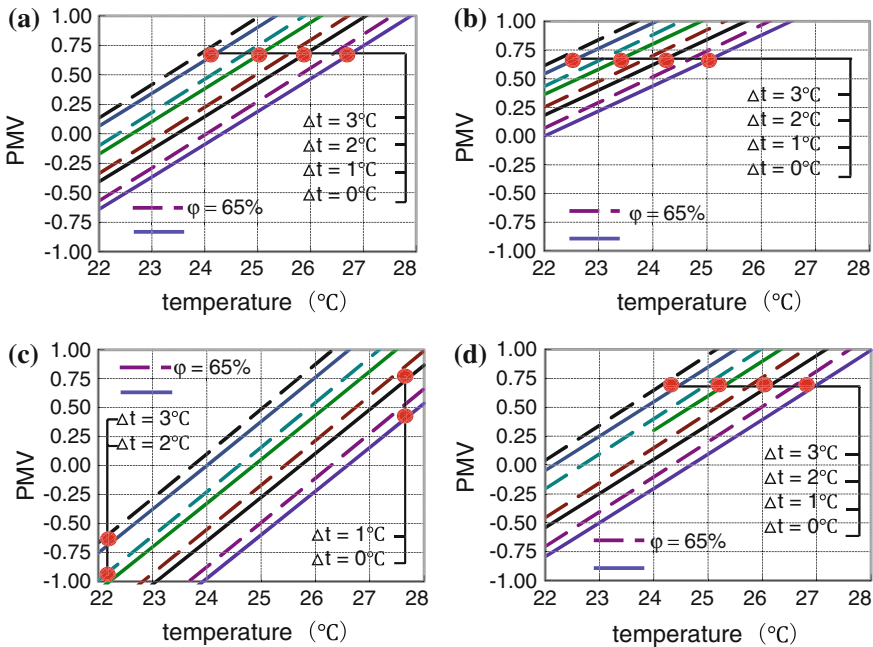 (a)
1.00
0.75
0.50
0.25
0.00
-0.25
-0.50
-0.75
-1.00
PMV
Δt = 3°C
Δt = 2°C
Δt = 1°C
Δt = 0°C
φ = 65%
22 23 24 25 26 27 28
temperature (°C)
(b)
1.00
0.75
0.50
0.25
0.00
-0.25
-0.50
-0.75
-1.00
PMV
Δt = 3°C
Δt = 2°C
Δt = 1°C
Δt = 0°C
φ = 65%
22 23 24 25 26 27 28
temperature (°C)
(c)
1.00
0.75
0.50
0.25
0.00
-0.25
-0.50
-0.75
-1.00
PMV
φ = 65%
Δt = 3°C
Δt = 2°C
Δt = 1°C
Δt = 0°C
22 23 24 25 26 27 28
temperature (°C)
(d)
1.00
0.75
0.50
0.25
0.00
-0.25
-0.50
-0.75
-1.00
PMV
Δt = 3°C
Δt = 2°C
Δt = 1°C
Δt = 0°C
φ = 65%
22 23 24 25 26 27 28
temperature (°C)